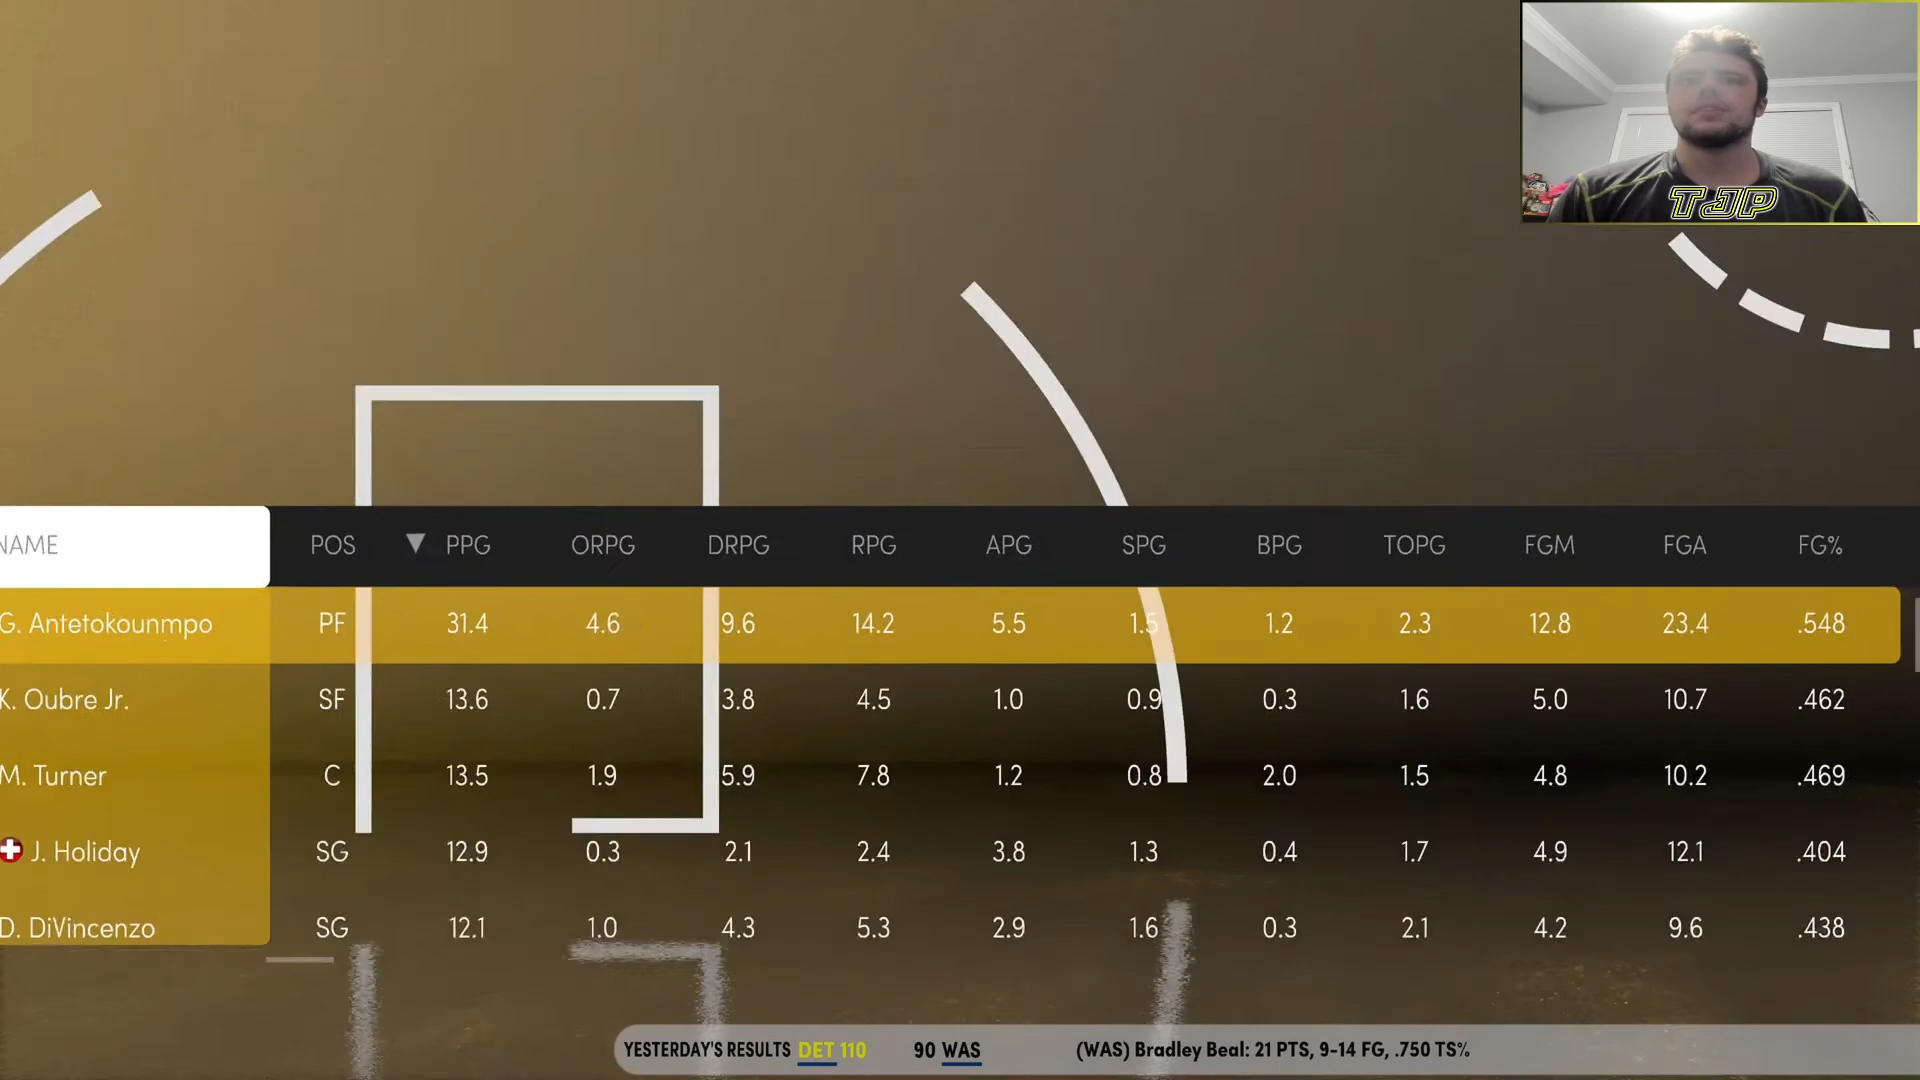 TJP
NAME POS ▼ PPG ORPG DRPG RPG APG SPG BPG TOPG FGM FGA FG%
G. Antetokounmpo PF 31.4 4.6 9.6 14.2 5.5 1.5 1.2 2.3 12.8 23.4 .548
K. Oubre Jr. SF 13.6 0.7 3.8 4.5 1.0 0.9 0.3 1.6 5.0 10.7 .462
M. Turner C 13.5 1.9 5.9 7.8 1.2 0.8 2.0 1.5 4.8 10.2 .469
J. Holiday SG 12.9 0.3 2.1 2.4 3.8 1.3 0.4 1.7 4.9 12.1 .404
D. DiVincenzo SG 12.1 1.0 4.3 5.3 2.9 1.6 0.3 2.1 4.2 9.6 .438
YESTERDAY'S RESULTS DET 110 90 WAS (WAS) Bradley Beal: 21 PTS, 9-14 FG, .750 TS%